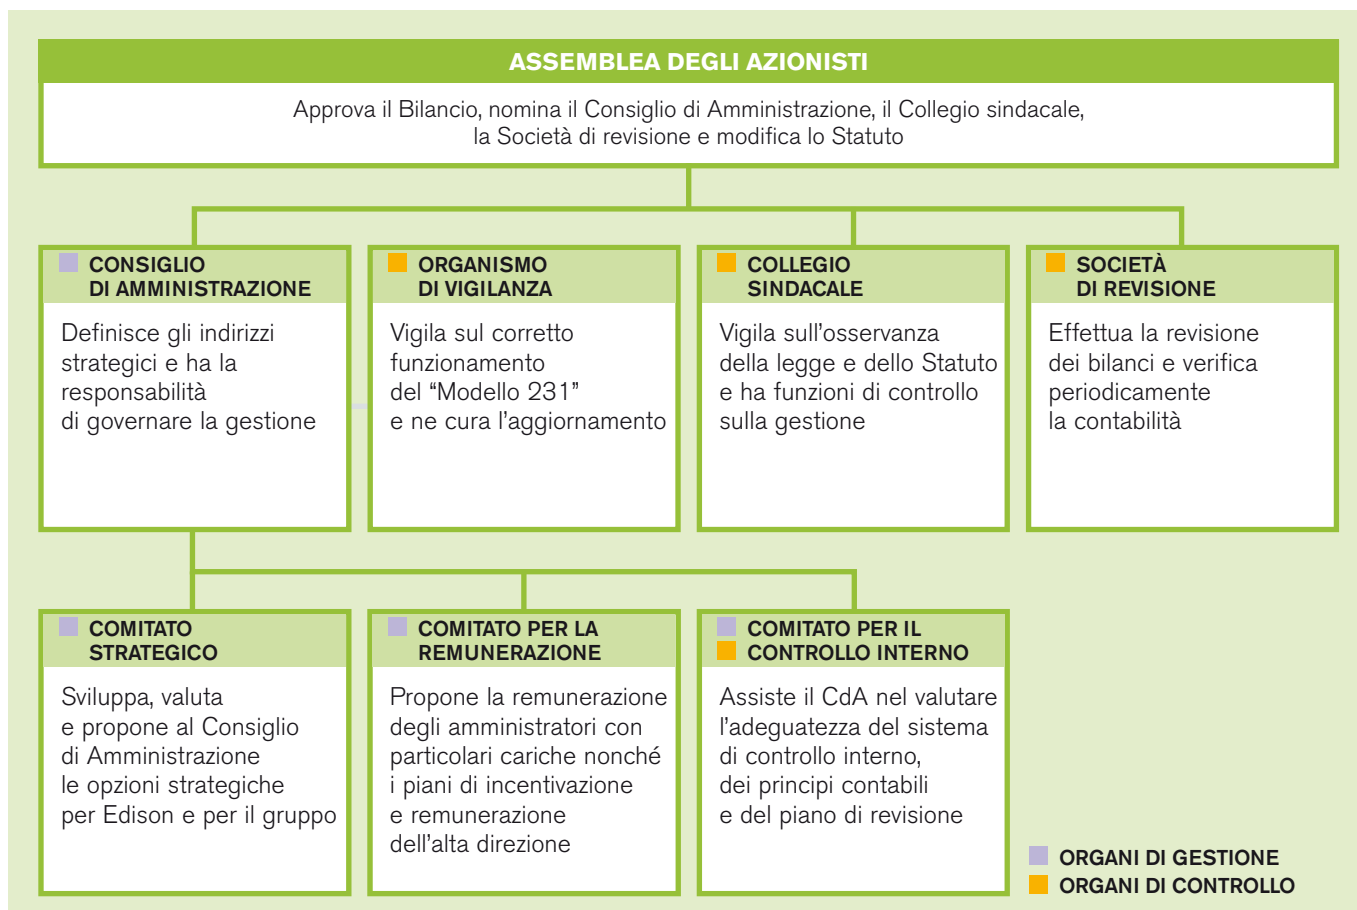 ASSEMBLEA DEGLI AZIONISTI
Approva il Bilancio, nomina il Consiglio di Amministrazione, il Collegio sindacale,
la Società di revisione e modifica lo Statuto
CONSIGLIO
DI AMMINISTRAZIONE
Definisce gli indirizzi
strategici e ha la
responsabilità
di governare la gestione
ORGANISMO
DI VIGILANZA
Vigila sul corretto
funzionamento
del “Modello 231”
e ne cura l’aggiornamento
COLLEGIO
SINDACALE
Vigila sull’osservanza
della legge e dello Statuto
e ha funzioni di controllo
sulla gestione
SOCIETÀ
DI REVISIONE
Effettua la revisione
dei bilanci e verifica
periodicamente
la contabilità
COMITATO
STRATEGICO
Sviluppa, valuta
e propone al Consiglio
di Amministrazione
le opzioni strategiche
per Edison e per il gruppo
COMITATO PER LA
REMUNERAZIONE
Propone la remunerazione
degli amministratori con
particolari cariche nonché
i piani di incentivazione
e remunerazione
dell’alta direzione
COMITATO PER IL
CONTROLLO INTERNO
Assiste il CdA nel valutare
l’adeguatezza del sistema
di controllo interno,
dei principi contabili
e del piano di revisione
ORGANI DI GESTIONE
ORGANI DI CONTROLLO